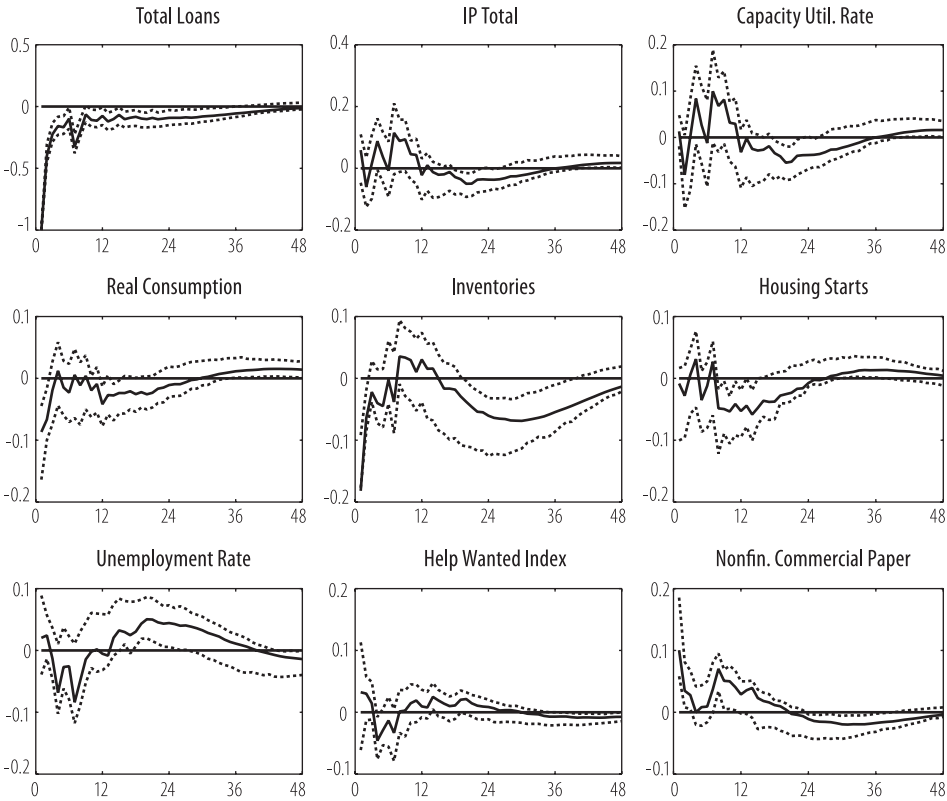 Total Loans
0.5
0
–0.5
–1
0 12 24 36 48
IP Total
0.4
0.2
0
–0.2
0 12 24 36 48
Capacity Util. Rate
0.2
0.1
0
–0.1
–0.2
0 12 24 36 48
Real Consumption
0.1
0
–0.1
–0.2
0 12 24 36 48
Inventories
0.1
0
–0.1
–0.2
0 12 24 36 48
Housing Starts
0.1
0
–0.1
–0.2
0 12 24 36 48
Unemployment Rate
0.1
0
–0.1
–0.2
0 12 24 36 48
Help Wanted Index
0.2
0.1
0
–0.1
0 12 24 36 48
Nonfin. Commercial Paper
0.2
0.1
0
–0.1
0 12 24 36 48